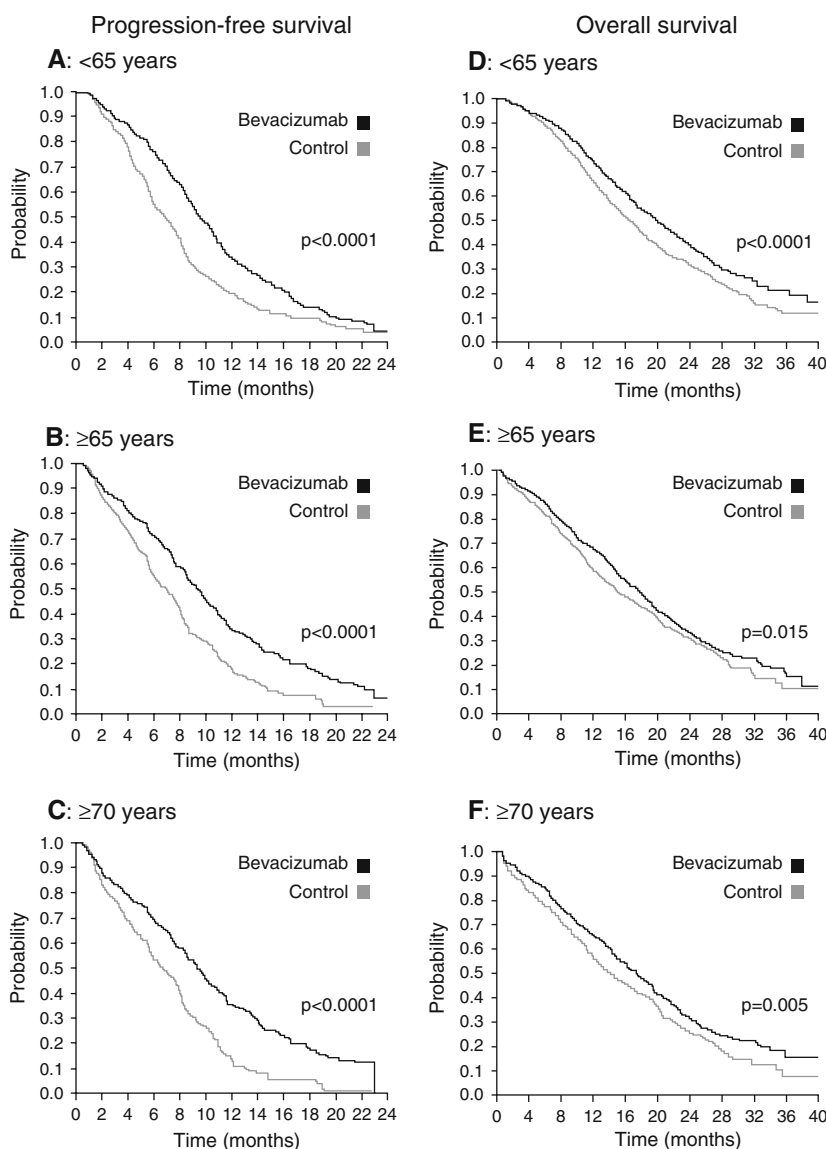 Progression-free survival
Overall survival
A: <65 years
1.0
0.9
0.8
0.7
0.6
0.5
0.4
0.3
0.2
0.1
0.0
Probability
Bevacizumab
Control
p<0.0001
0 2 4 6 8 10 12 14 16 18 20 22 24
Time (months)
D: <65 years
1.0
0.9
0.8
0.7
0.6
0.5
0.4
0.3
0.2
0.1
0.0
Probability
Bevacizumab
Control
p<0.0001
0 4 8 12 16 20 24 28 32 36 40
Time (months)
B: ≥65 years
1.0
0.9
0.8
0.7
0.6
0.5
0.4
0.3
0.2
0.1
0.0
Probability
Bevacizumab
Control
p<0.0001
0 2 4 6 8 10 12 14 16 18 20 22 24
Time (months)
E: ≥65 years
1.0
0.9
0.8
0.7
0.6
0.5
0.4
0.3
0.2
0.1
0.0
Probability
Bevacizumab
Control
p=0.015
0 4 8 12 16 20 24 28 32 36 40
Time (months)
C: ≥70 years
1.0
0.9
0.8
0.7
0.6
0.5
0.4
0.3
0.2
0.1
0.0
Probability
Bevacizumab
Control
p<0.0001
0 2 4 6 8 10 12 14 16 18 20 22 24
Time (months)
F: ≥70 years
1.0
0.9
0.8
0.7
0.6
0.5
0.4
0.3
0.2
0.1
0.0
Probability
Bevacizumab
Control
p=0.005
0 4 8 12 16 20 24 28 32 36 40
Time (months)